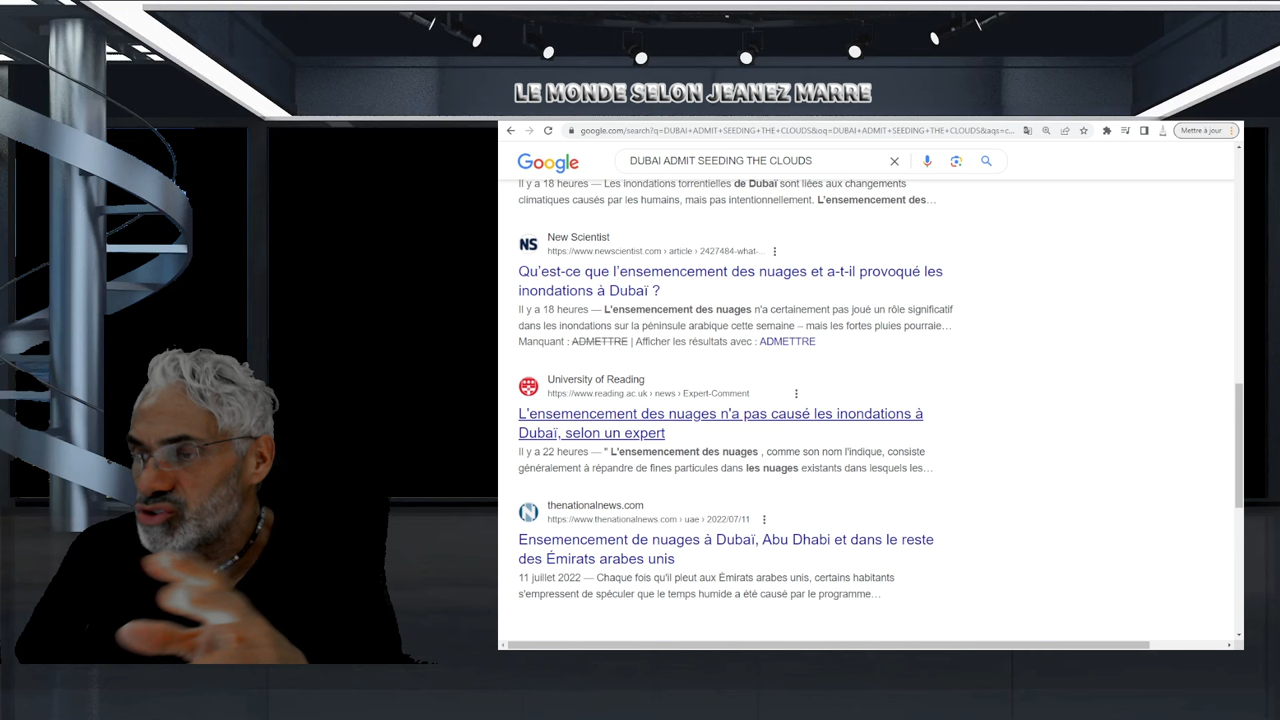 LE MONDE SELON JEANEZ MARRE
google.com/search?q=DUBAI+ADMIT+SEEDING+THE+CLOUDS&oq=DUBAI+ADMIT+SEEDING+THE+CLOUDS&aqs=c...
Mettre à jour
Google
DUBAI ADMIT SEEDING THE CLOUDS
Il y a 18 heures — Les inondations torrentielles de Dubaï sont liées aux changements
climatiques causés par les humains, mais pas intentionnellement. L'ensemencement des…
NS
New Scientist
https://www.newscientist.com › article › 2427484-what-...
Qu'est-ce que l'ensemencement des nuages et a-t-il provoqué les
inondations à Dubaï ?
Il y a 18 heures — L'ensemencement des nuages n'a certainement pas joué un rôle significatif
dans les inondations sur la péninsule arabique cette semaine – mais les fortes pluies pourraie…
Manquant : ADMETTRE | Afficher les résultats avec : ADMETTRE
University of Reading
https://www.reading.ac.uk › news › Expert-Comment
L'ensemencement des nuages n'a pas causé les inondations à
Dubaï, selon un expert
Il y a 22 heures — " L'ensemencement des nuages , comme son nom l'indique, consiste
généralement à répandre de fines particules dans les nuages existants dans lesquels les…
N
thenationalnews.com
https://www.thenationalnews.com › uae › 2022/07/11
Ensemencement de nuages à Dubaï, Abu Dhabi et dans le reste
des Émirats arabes unis
11 juillet 2022 — Chaque fois qu'il pleut aux Émirats arabes unis, certains habitants
s'empressent de spéculer que le temps humide a été causé par le programme…